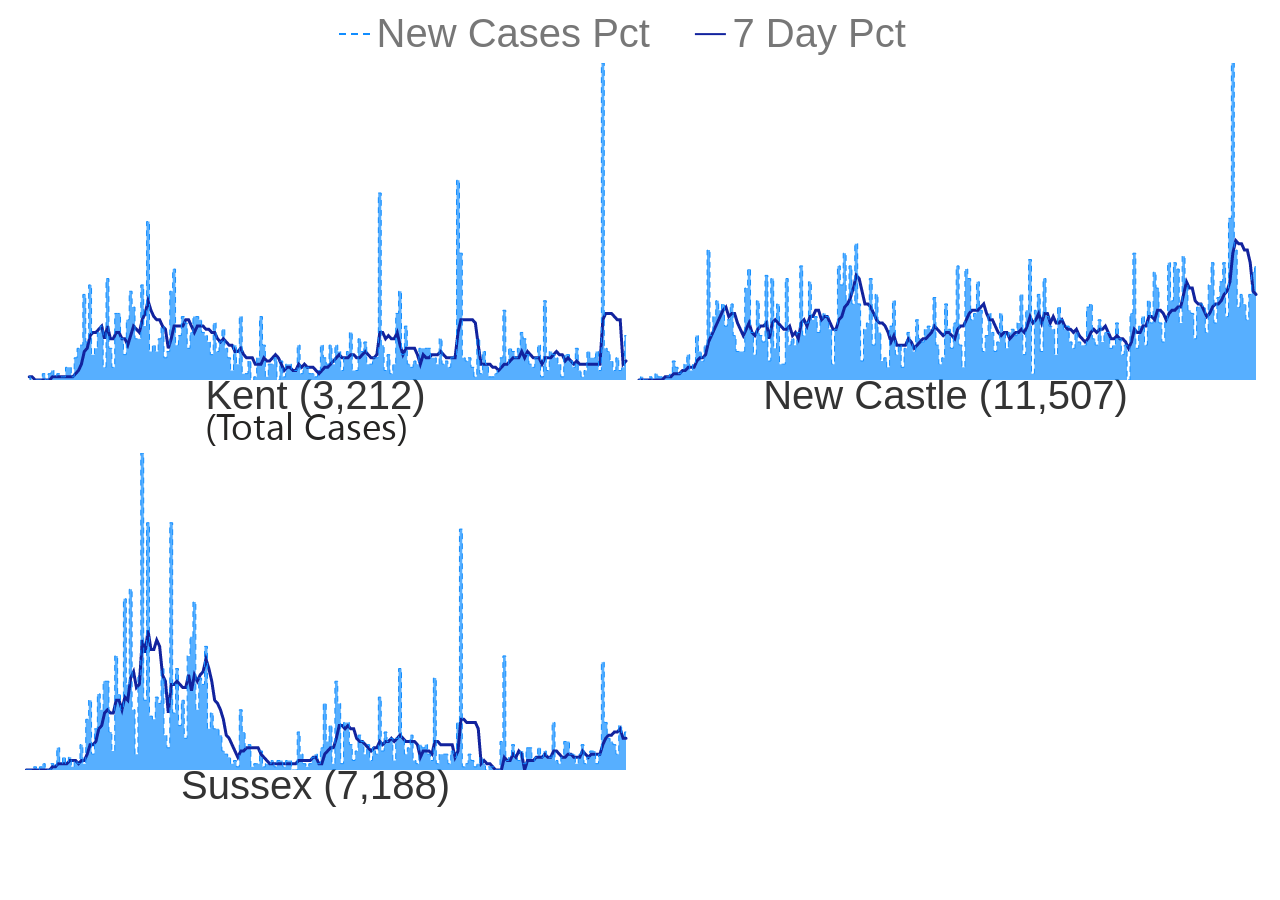 New Cases Pct 7 Day Pct
Kent (3,212)
(Total Cases)
New Castle (11,507)
Sussex (7,188)